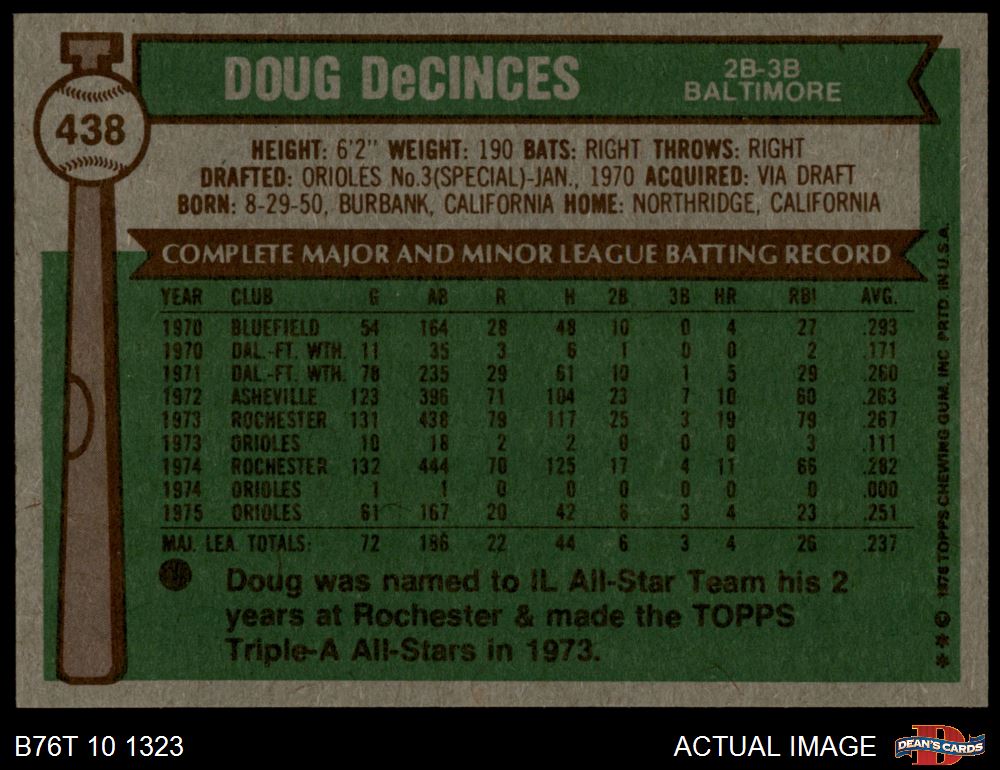 438
DOUG DeCINCES
2B-3B
BALTIMORE
HEIGHT: 6'2" WEIGHT: 190 BATS: RIGHT THROWS: RIGHT
DRAFTED: ORIOLES No.3(SPECIAL)-JAN., 1970 ACQUIRED: VIA DRAFT
BORN: 8-29-50, BURBANK, CALIFORNIA HOME: NORTHRIDGE, CALIFORNIA
COMPLETE MAJOR AND MINOR LEAGUE BATTING RECORD
YEAR CLUB G AB R H 2B 3B HR RBI AVG.
1970 BLUEFIELD 54 164 28 48 10 0 4 27 .293
1970 DAL.-FT. WTH. 11 35 3 6 1 0 0 2 .171
1971 DAL.-FT. WTH. 78 235 29 61 10 1 5 29 .260
1972 ASHEVILLE 123 396 71 104 23 7 10 60 .263
1973 ROCHESTER 131 438 79 117 25 3 19 79 .267
1973 ORIOLES 10 18 2 2 0 0 0 3 .111
1974 ROCHESTER 132 444 70 125 17 4 11 66 .282
1974 ORIOLES 1 1 0 0 0 0 0 0 .000
1975 ORIOLES 61 167 20 42 6 3 4 23 .251
MAJ. LEA. TOTALS: 72 186 22 44 6 3 4 26 .237
Doug was named to IL All-Star Team his 2
years at Rochester & made the TOPPS
Triple-A All-Stars in 1973.
** © 1976 TOPPS CHEWING GUM, INC. PRTD. IN U.S.A.
B76T 10 1323
ACTUAL IMAGE
DEAN'S CARDS